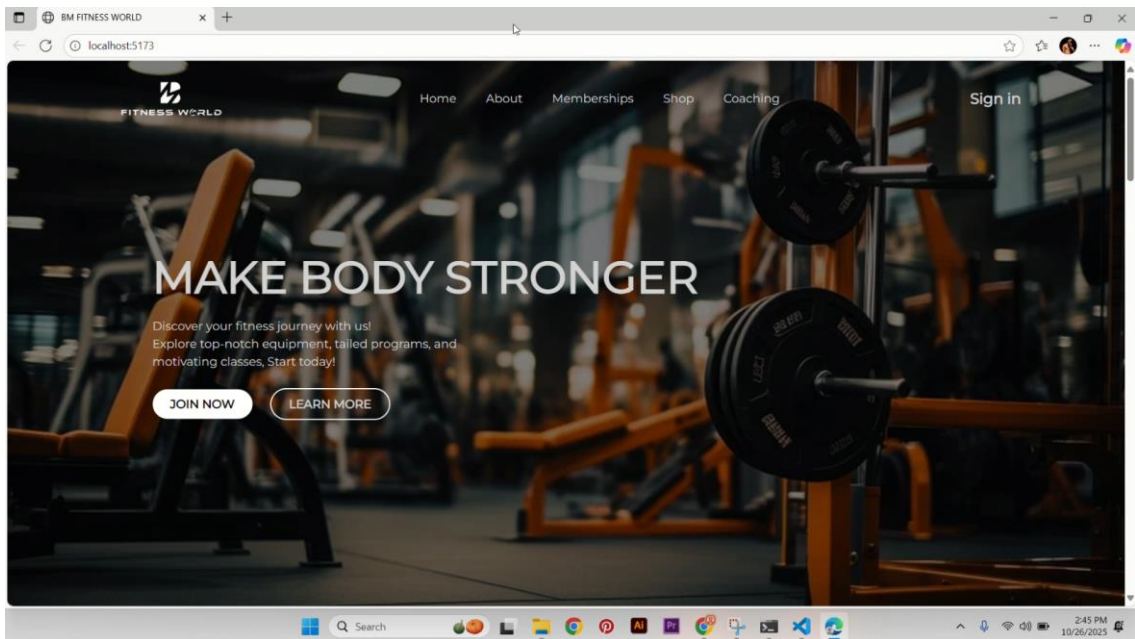 BM FITNESS WORLD
localhost:5173
FITNESS WORLD
Home About Memberships Shop Coaching
Sign in
MAKE BODY STRONGER
Discover your fitness journey with us!
Explore top-notch equipment, tailed programs, and
motivating classes, Start today!
JOIN NOW LEARN MORE
Search
Ai
Pr
2:45 PM
10/26/2025